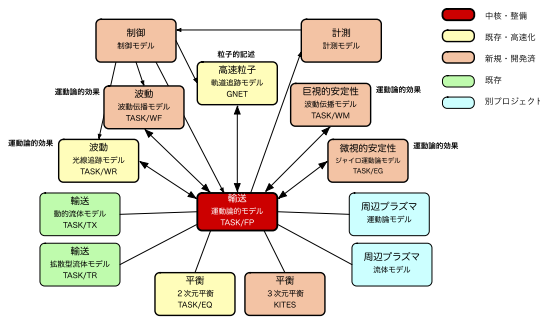 制御
制御モデル
計測
計測モデル
中核・整備
既存・高速化
新規・開発済
既存
別プロジェクト
粒子的記述
高速粒子
軌道追跡モデル
GNET
運動論的効果
波動
波動伝播モデル
TASK/WF
巨視的安定性
波動伝播モデル
TASK/WM
運動論的効果
運動論的効果
波動
光線追跡モデル
TASK/WR
微視的安定性
ジャイロ運動論モデル
TASK/EG
運動論的効果
輸送
動的流体モデル
TASK/TX
輸送
運動論的モデル
TASK/FP
周辺プラズマ
運動論モデル
輸送
拡散型流体モデル
TASK/TR
周辺プラズマ
流体モデル
平衡
2次元平衡
TASK/EQ
平衡
3次元平衡
KITES